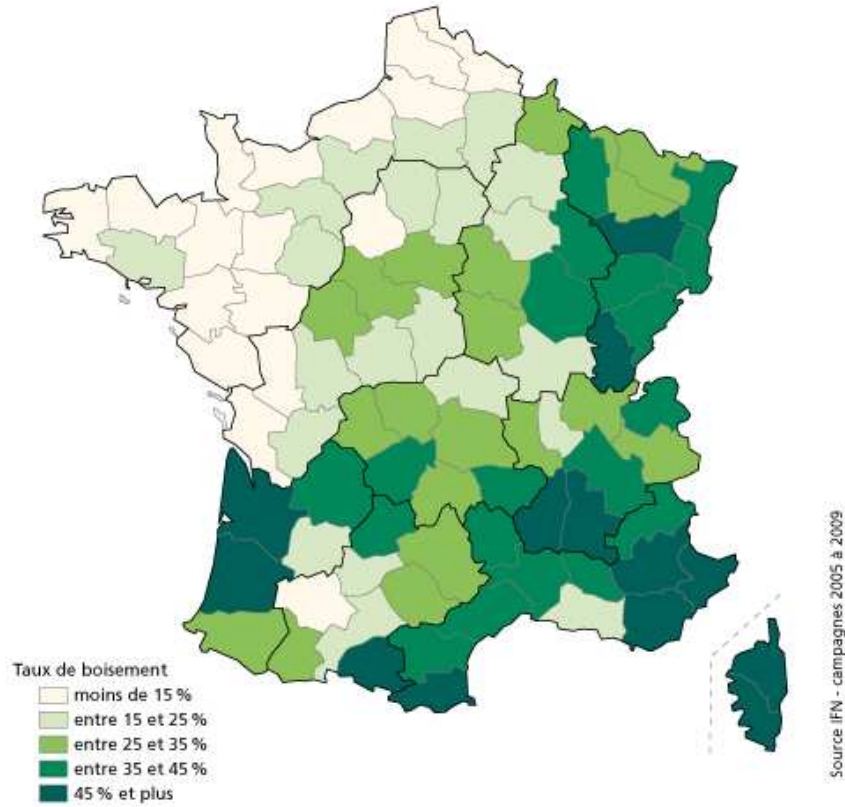 Taux de boisement
moins de 15 %
entre 15 et 25 %
entre 25 et 35 %
entre 35 et 45 %
45 % et plus
Source IFN - campagnes 2005 à 2009